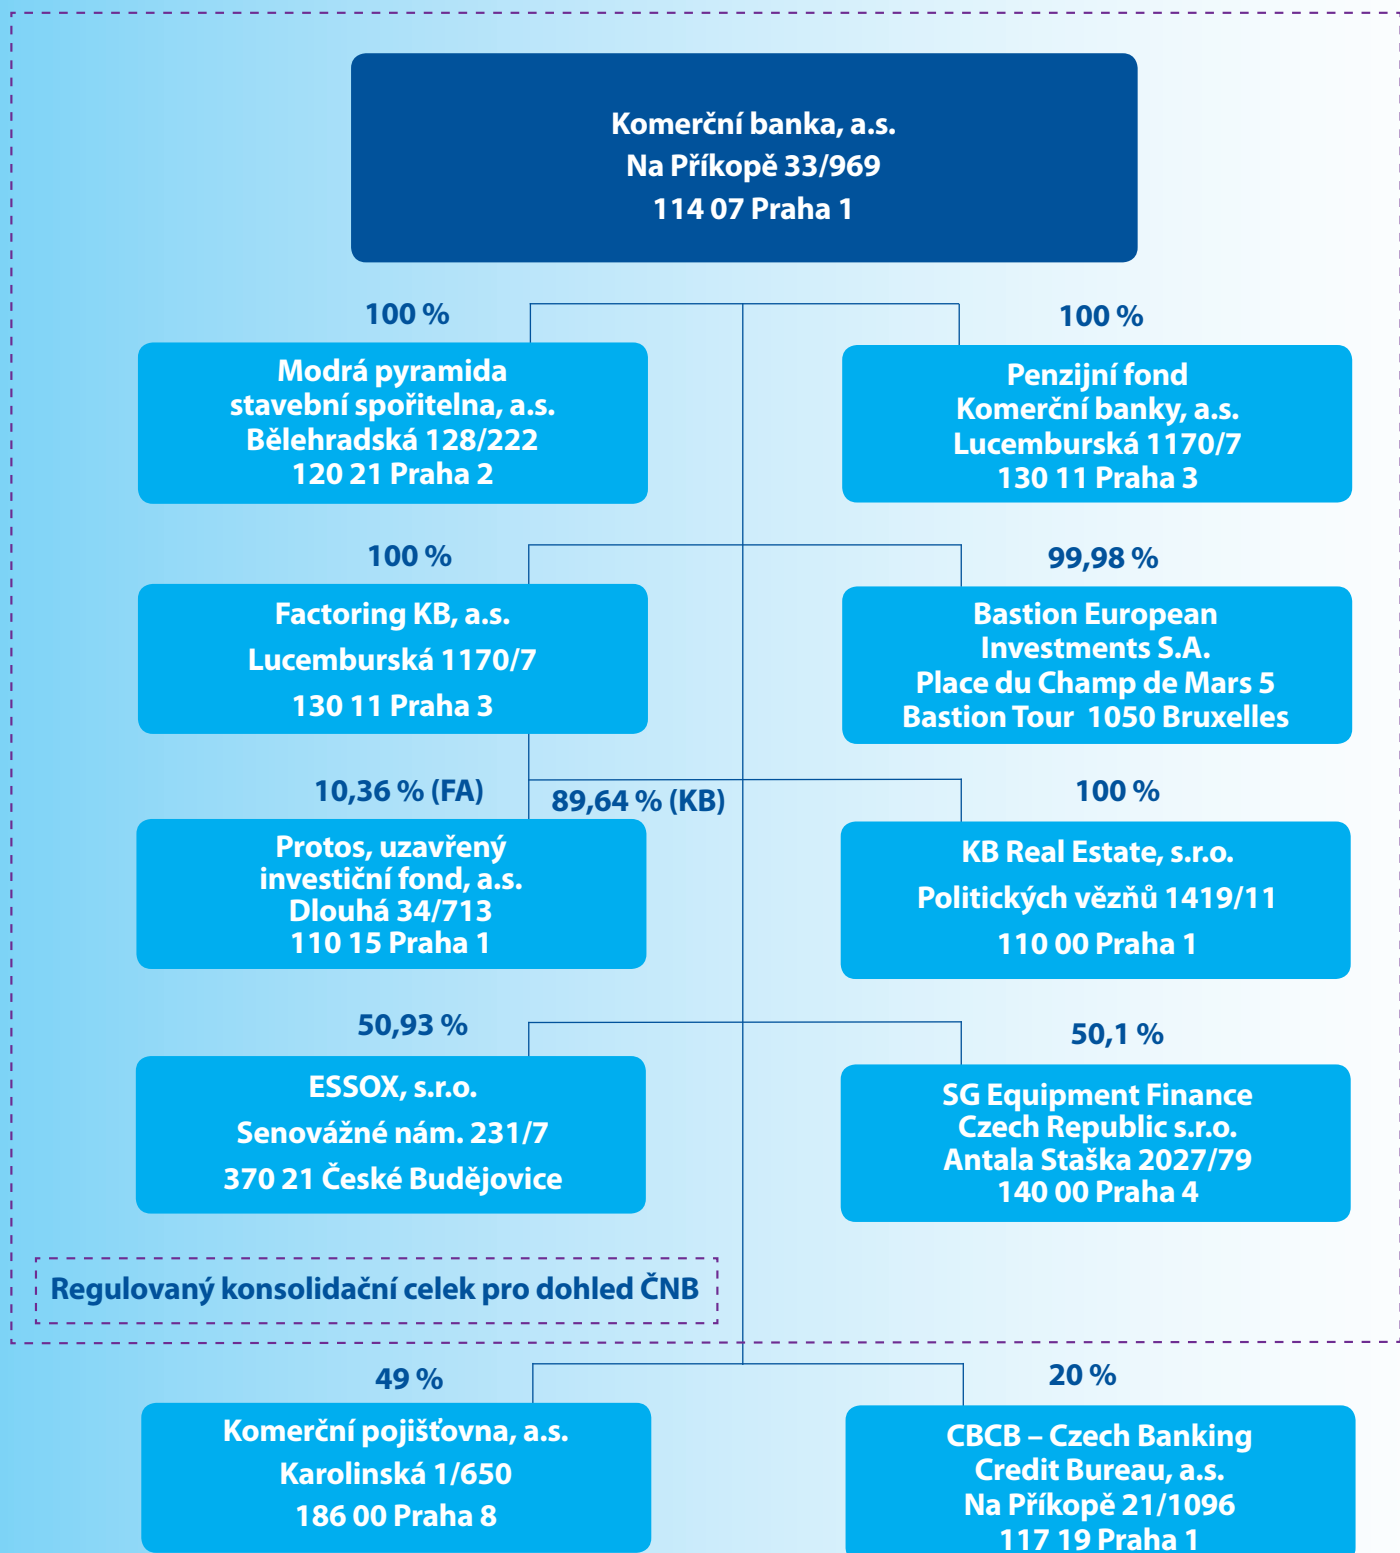 Komerční banka, a.s.
Na Příkopě 33/969
114 07 Praha 1
100 %
Modrá pyramida
stavební spořitelna, a.s.
Bělehradská 128/222
120 21 Praha 2
100 %
Penzijní fond
Komerční banky, a.s.
Lucemburská 1170/7
130 11 Praha 3
100 %
Factoring KB, a.s.
Lucemburská 1170/7
130 11 Praha 3
99,98 %
Bastion European
Investments S.A.
Place du Champ de Mars 5
Bastion Tour 1050 Bruxelles
10,36 % (FA)
89,64 % (KB)
Protos, uzavřený
investiční fond, a.s.
Dlouhá 34/713
110 15 Praha 1
100 %
KB Real Estate, s.r.o.
Politických vězňů 1419/11
110 00 Praha 1
50,93 %
ESSOX, s.r.o.
Senovážné nám. 231/7
370 21 České Budějovice
50,1 %
SG Equipment Finance
Czech Republic s.r.o.
Antala Staška 2027/79
140 00 Praha 4
Regulovaný konsolidační celek pro dohled ČNB
49 %
Komerční pojišťovna, a.s.
Karolinská 1/650
186 00 Praha 8
20 %
CBCB – Czech Banking
Credit Bureau, a.s.
Na Příkopě 21/1096
117 19 Praha 1